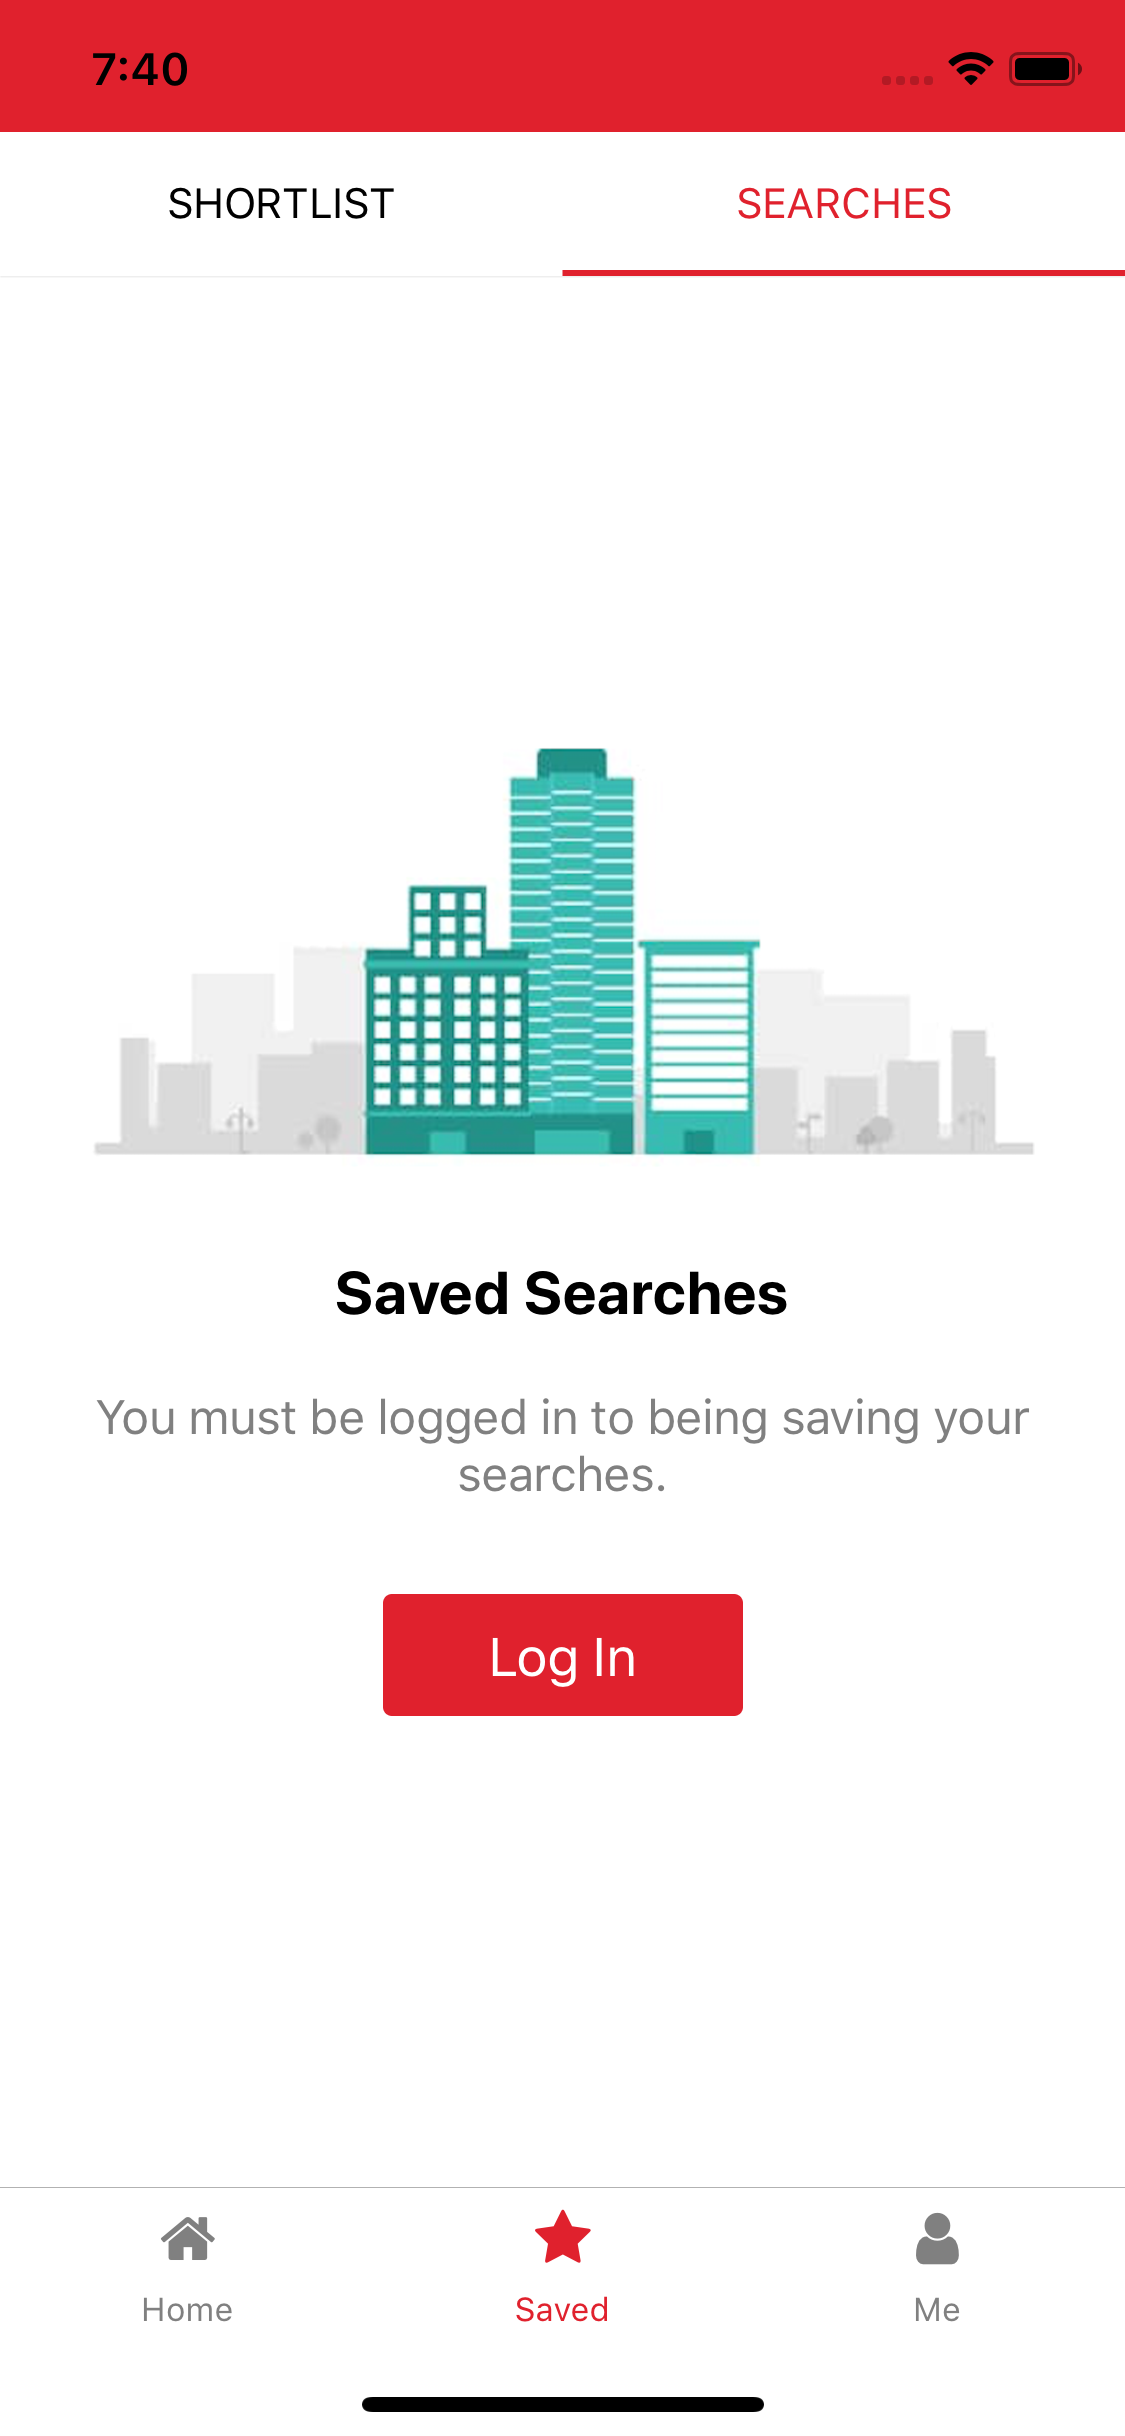 7:40
SHORTLIST
SEARCHES
Saved Searches
You must be logged in to being saving your
searches.
Log In
Home
Saved
Me